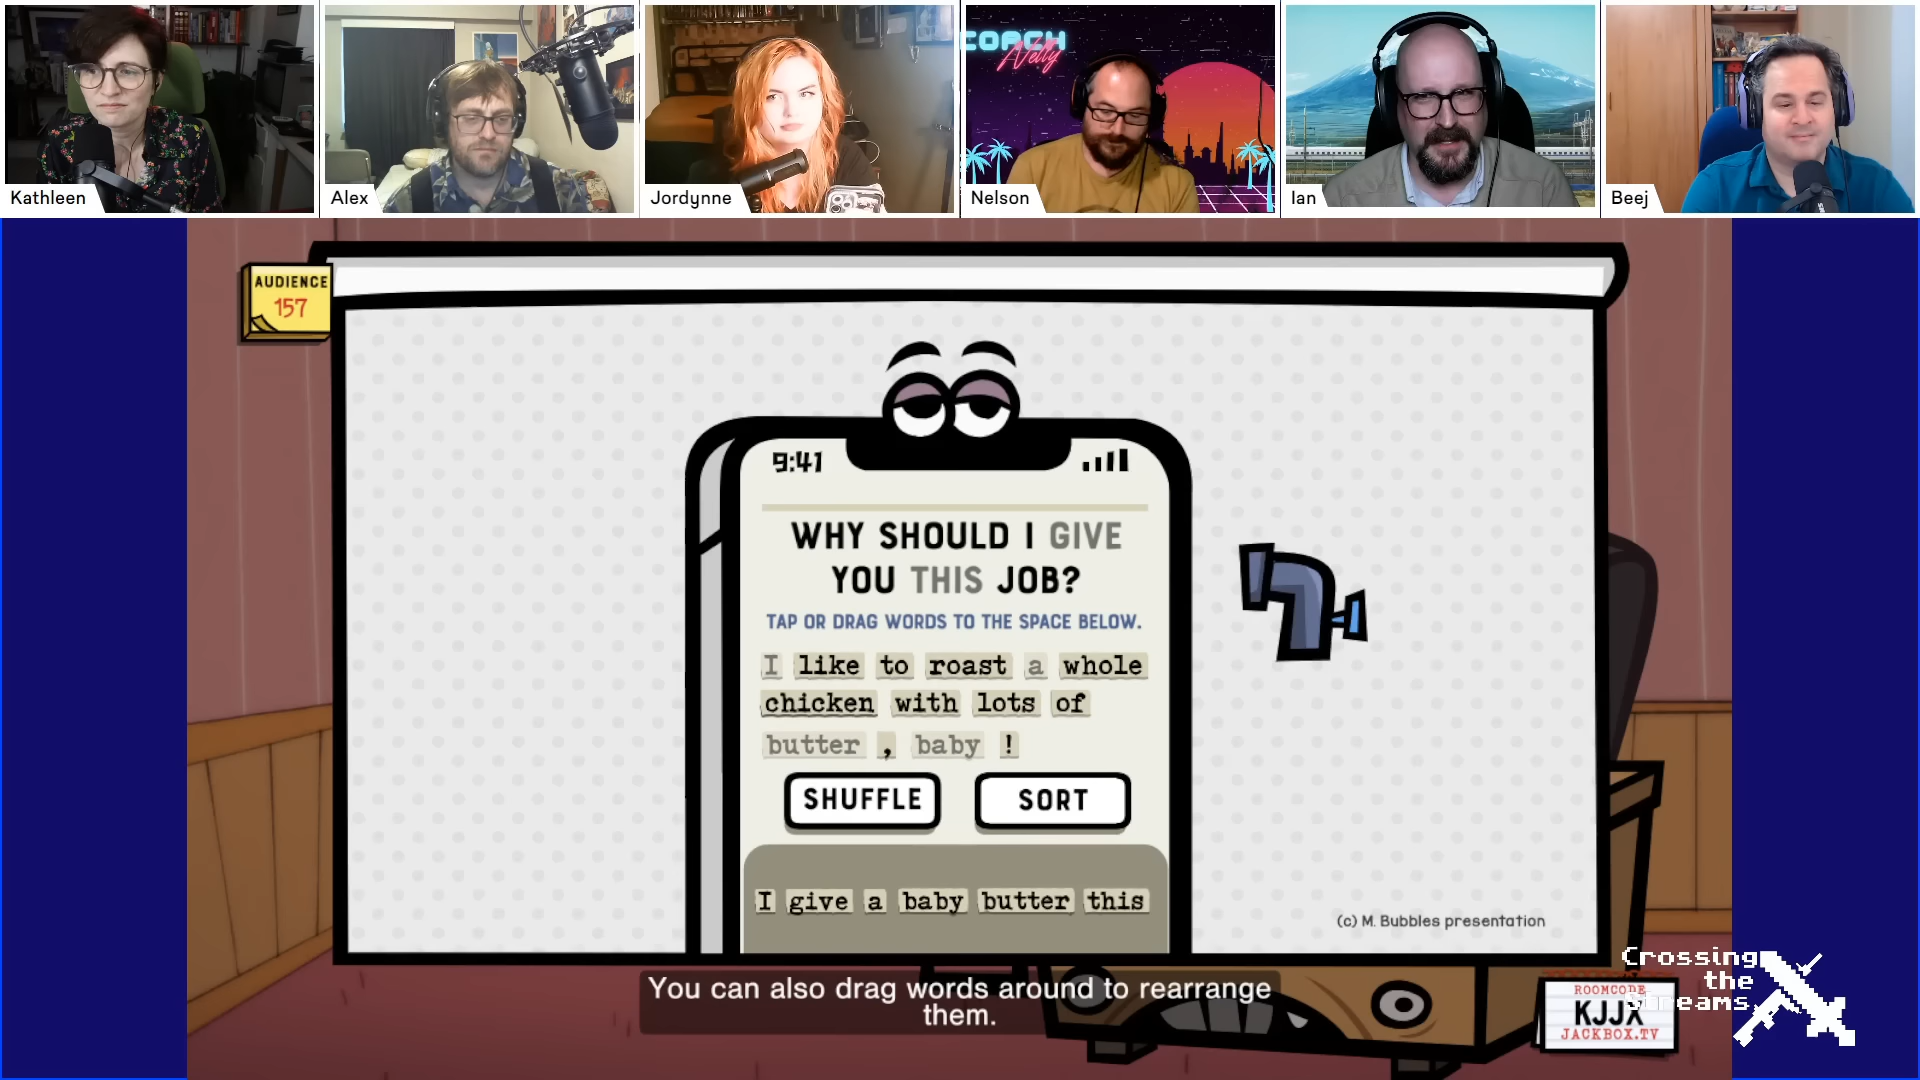 Kathleen
Alex
Jordynne
COACH
Nelly
Nelson
Ian
Beej
AUDIENCE
157
9:41
WHY SHOULD I GIVE
YOU THIS JOB?
TAP OR DRAG WORDS TO THE SPACE BELOW.
I like to roast a whole
chicken with lots of
butter , baby !
SHUFFLE SORT
I give a baby butter this
(c) M. Bubbles presentation
You can also drag words around to rearrange
them.
Crossing
the
Streams
ROOMCODE
KJJX
JACKBOX.TV